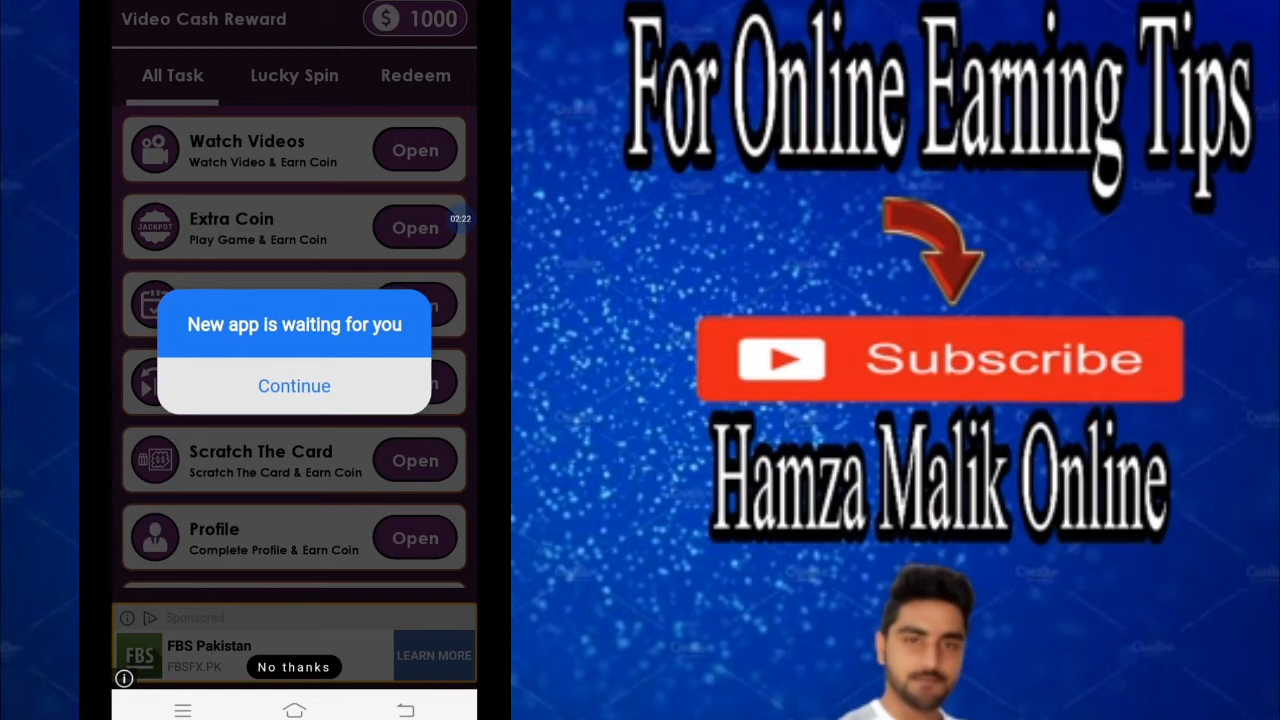 Video Cash Reward
$ 1000
All Task Lucky Spin Redeem
Watch Videos
Watch Video & Earn Coin
Open
Extra Coin
Play Game & Earn Coin
Open
JACKPOT
02:22
New app is waiting for you
Continue
Scratch The Card
Scratch The Card & Earn Coin
Open
Profile
Complete Profile & Earn Coin
Open
Sponsored
FBS
FBS Pakistan
FBSFX.PK
LEARN MORE
No thanks
For Online Earning Tips
Subscribe
Hamza Malik Online